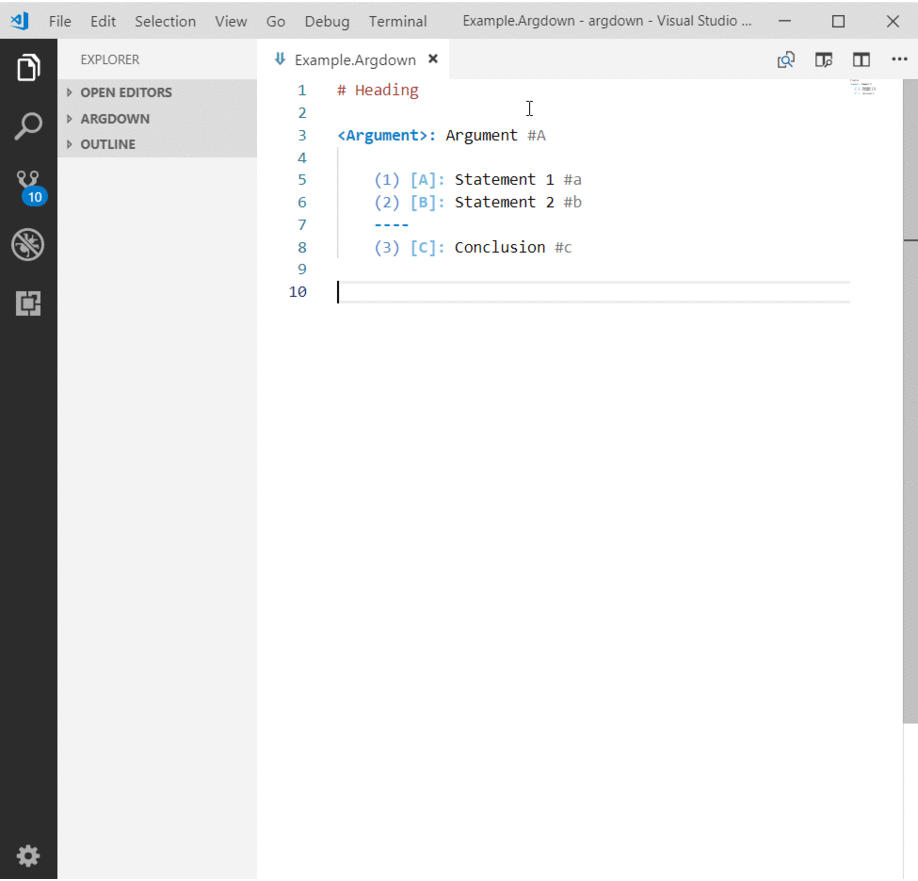 File Edit Selection View Go Debug Terminal Example.Argdown - argdown - Visual Studio ...
EXPLORER
OPEN EDITORS
ARGDOWN
OUTLINE
10
Example.Argdown
1 # Heading
2
3 <Argument>: Argument #A
4
5 (1) [A]: Statement 1 #a
6 (2) [B]: Statement 2 #b
7 ----
8 (3) [C]: Conclusion #c
9
10